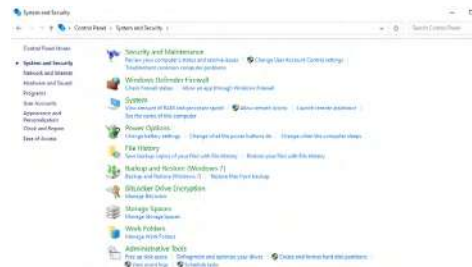 System and Security
Control Panel > System and Security >
Search Control Panel
Control Panel Home
System and Security
Network and Internet
Hardware and Sound
Programs
User Accounts
Appearance and
Personalization
Clock and Region
Ease of Access
Security and Maintenance
Review your computer's status and resolve issues Change User Account Control settings
Troubleshoot common computer problems
Windows Defender Firewall
Check firewall status Allow an app through Windows Firewall
System
View amount of RAM and processor speed Allow remote access Launch remote assistance
See the name of this computer
Power Options
Change battery settings Change what the power buttons do Change when the computer sleeps
File History
Save backup copies of your files with File History Restore your files with File History
Backup and Restore (Windows 7)
Backup and Restore (Windows 7) Restore files from backup
BitLocker Drive Encryption
Manage BitLocker
Storage Spaces
Manage Storage Spaces
Work Folders
Manage Work Folders
Administrative Tools
Free up disk space Defragment and optimize your drives Create and format hard disk partitions
View event logs Schedule tasks